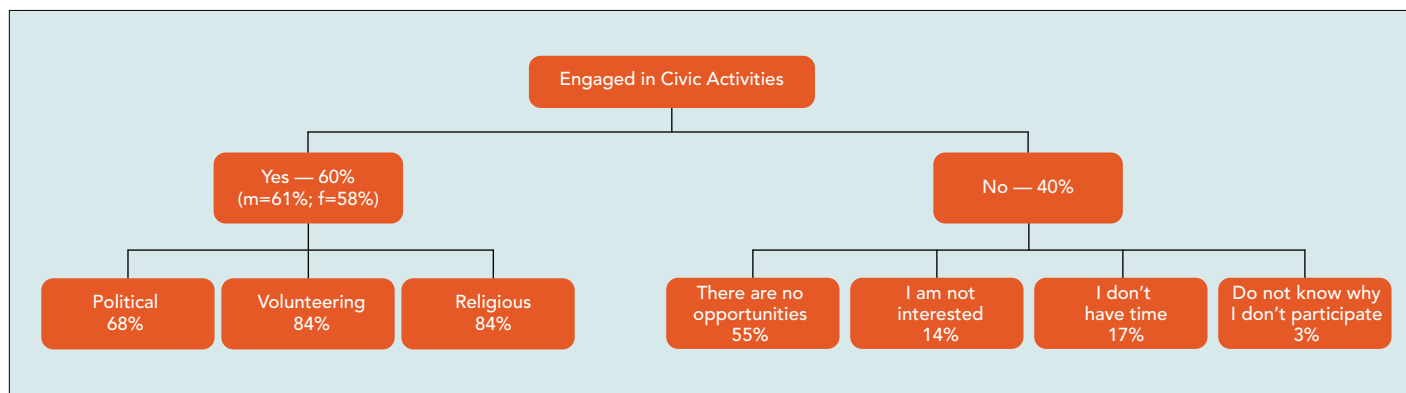 Engaged in Civic Activities
Yes — 60%
(m=61%; f=58%)
No — 40%
Political
68%
Volunteering
84%
Religious
84%
There are no
opportunities
55%
I am not
interested
14%
I don’t
have time
17%
Do not know why
I don’t participate
3%